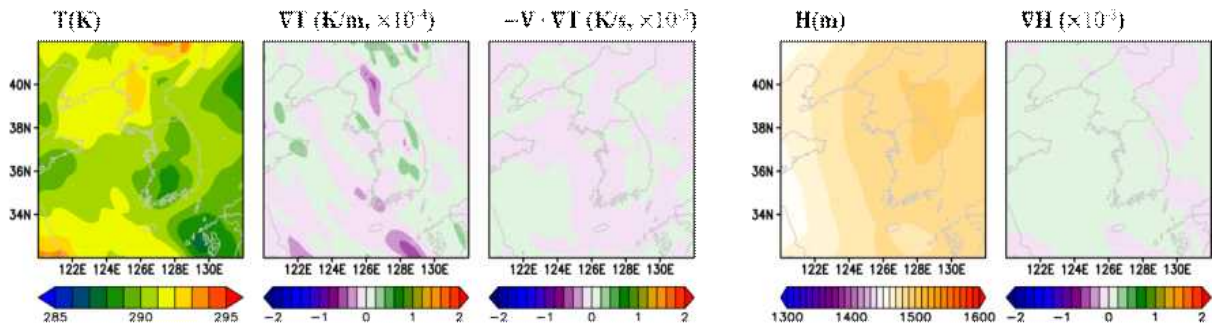 T(K) ∇T (K/m, ×10⁻⁴) −V · ∇T (K/s, ×10⁻³) H(m) ∇H (×10⁻³)
40N 40N
38N 38N
36N 36N
34N 34N
122E 124E 126E 128E 130E 122E 124E 126E 128E 130E 122E 124E 126E 128E 130E 122E 124E 126E 128E 130E 122E 124E 126E 128E 130E
285 290 295 −2 −1 0 1 2 −2 −1 0 1 2 1300 1400 1500 1600 −2 −1 0 1 2